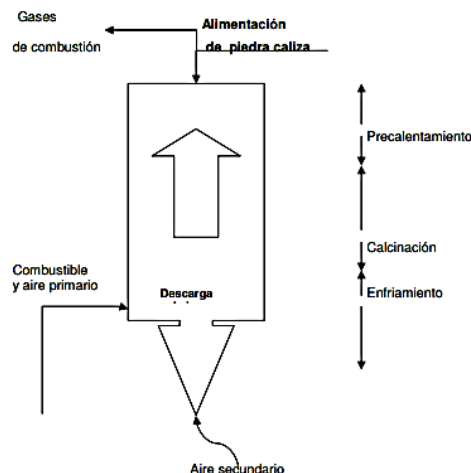 Gases
de combustión
Alimentación
de piedra caliza
Precalentamiento
Calcinación
Combustible
y aire primario
Descarga
Enfriamiento
Aire secundario